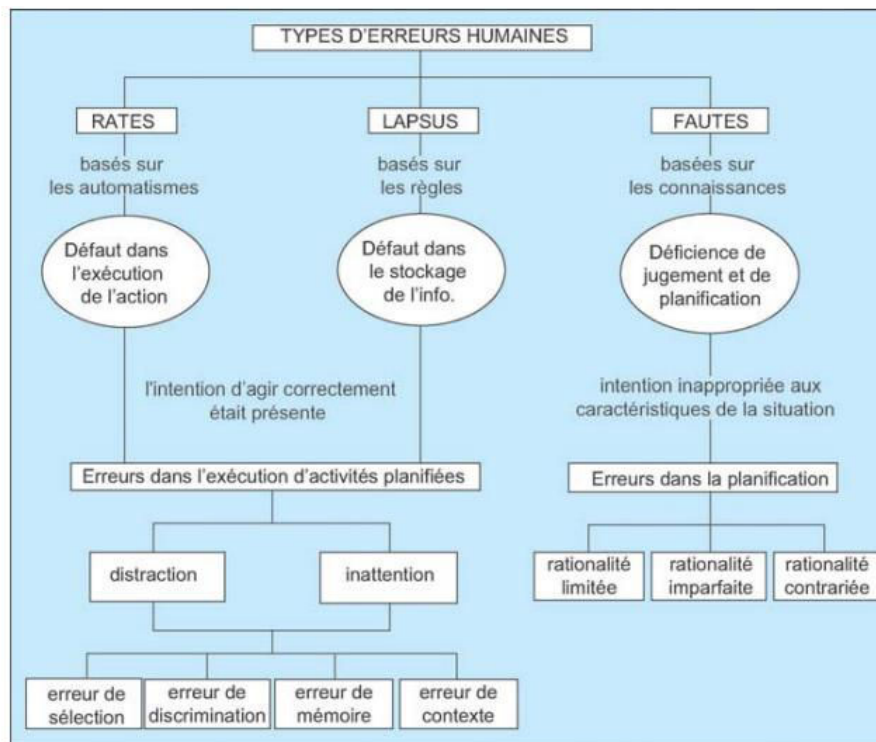 TYPES D'ERREURS HUMAINES
RATES
LAPSUS
FAUTES
basés sur
les automatismes
basés sur
les règles
basées sur
les connaissances
Défaut dans
l'exécution
de l'action
Défaut dans
le stockage
de l'info.
Déficience de
jugement et de
planification
l'intention d'agir correctement
était présente
intention inappropriée aux
caractéristiques de la situation
Erreurs dans l'exécution d'activités planifiées
Erreurs dans la planification
distraction
inattention
rationalité
limitée
rationalité
imparfaite
rationalité
contrariée
erreur de
sélection
erreur de
discrimination
erreur de
mémoire
erreur de
contexte